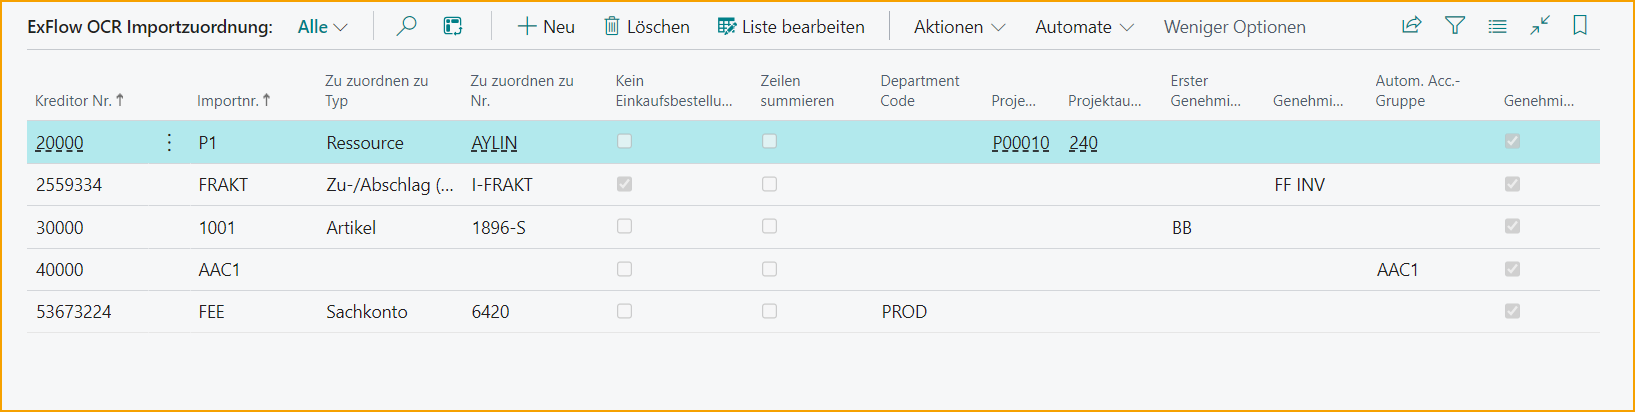 ExFlow OCR Importzuordnung: Alle Neu Löschen Liste bearbeiten Aktionen Automate Weniger Optionen
Zu zuordnen zu Zu zuordnen zu Kein Zeilen Department Erster Autom. Acc.-
Kreditor Nr. ↑ Importnr. ↑ Typ Nr. Einkaufsbestellu... summieren Code Proje... Projektau... Genehmi... Genehmi... Gruppe Genehmi...
20000 P1 Ressource AYLIN P00010 240
2559334 FRAKT Zu-/Abschlag (... I-FRAKT FF INV
30000 1001 Artikel 1896-S BB
40000 AAC1 AAC1
53673224 FEE Sachkonto 6420 PROD